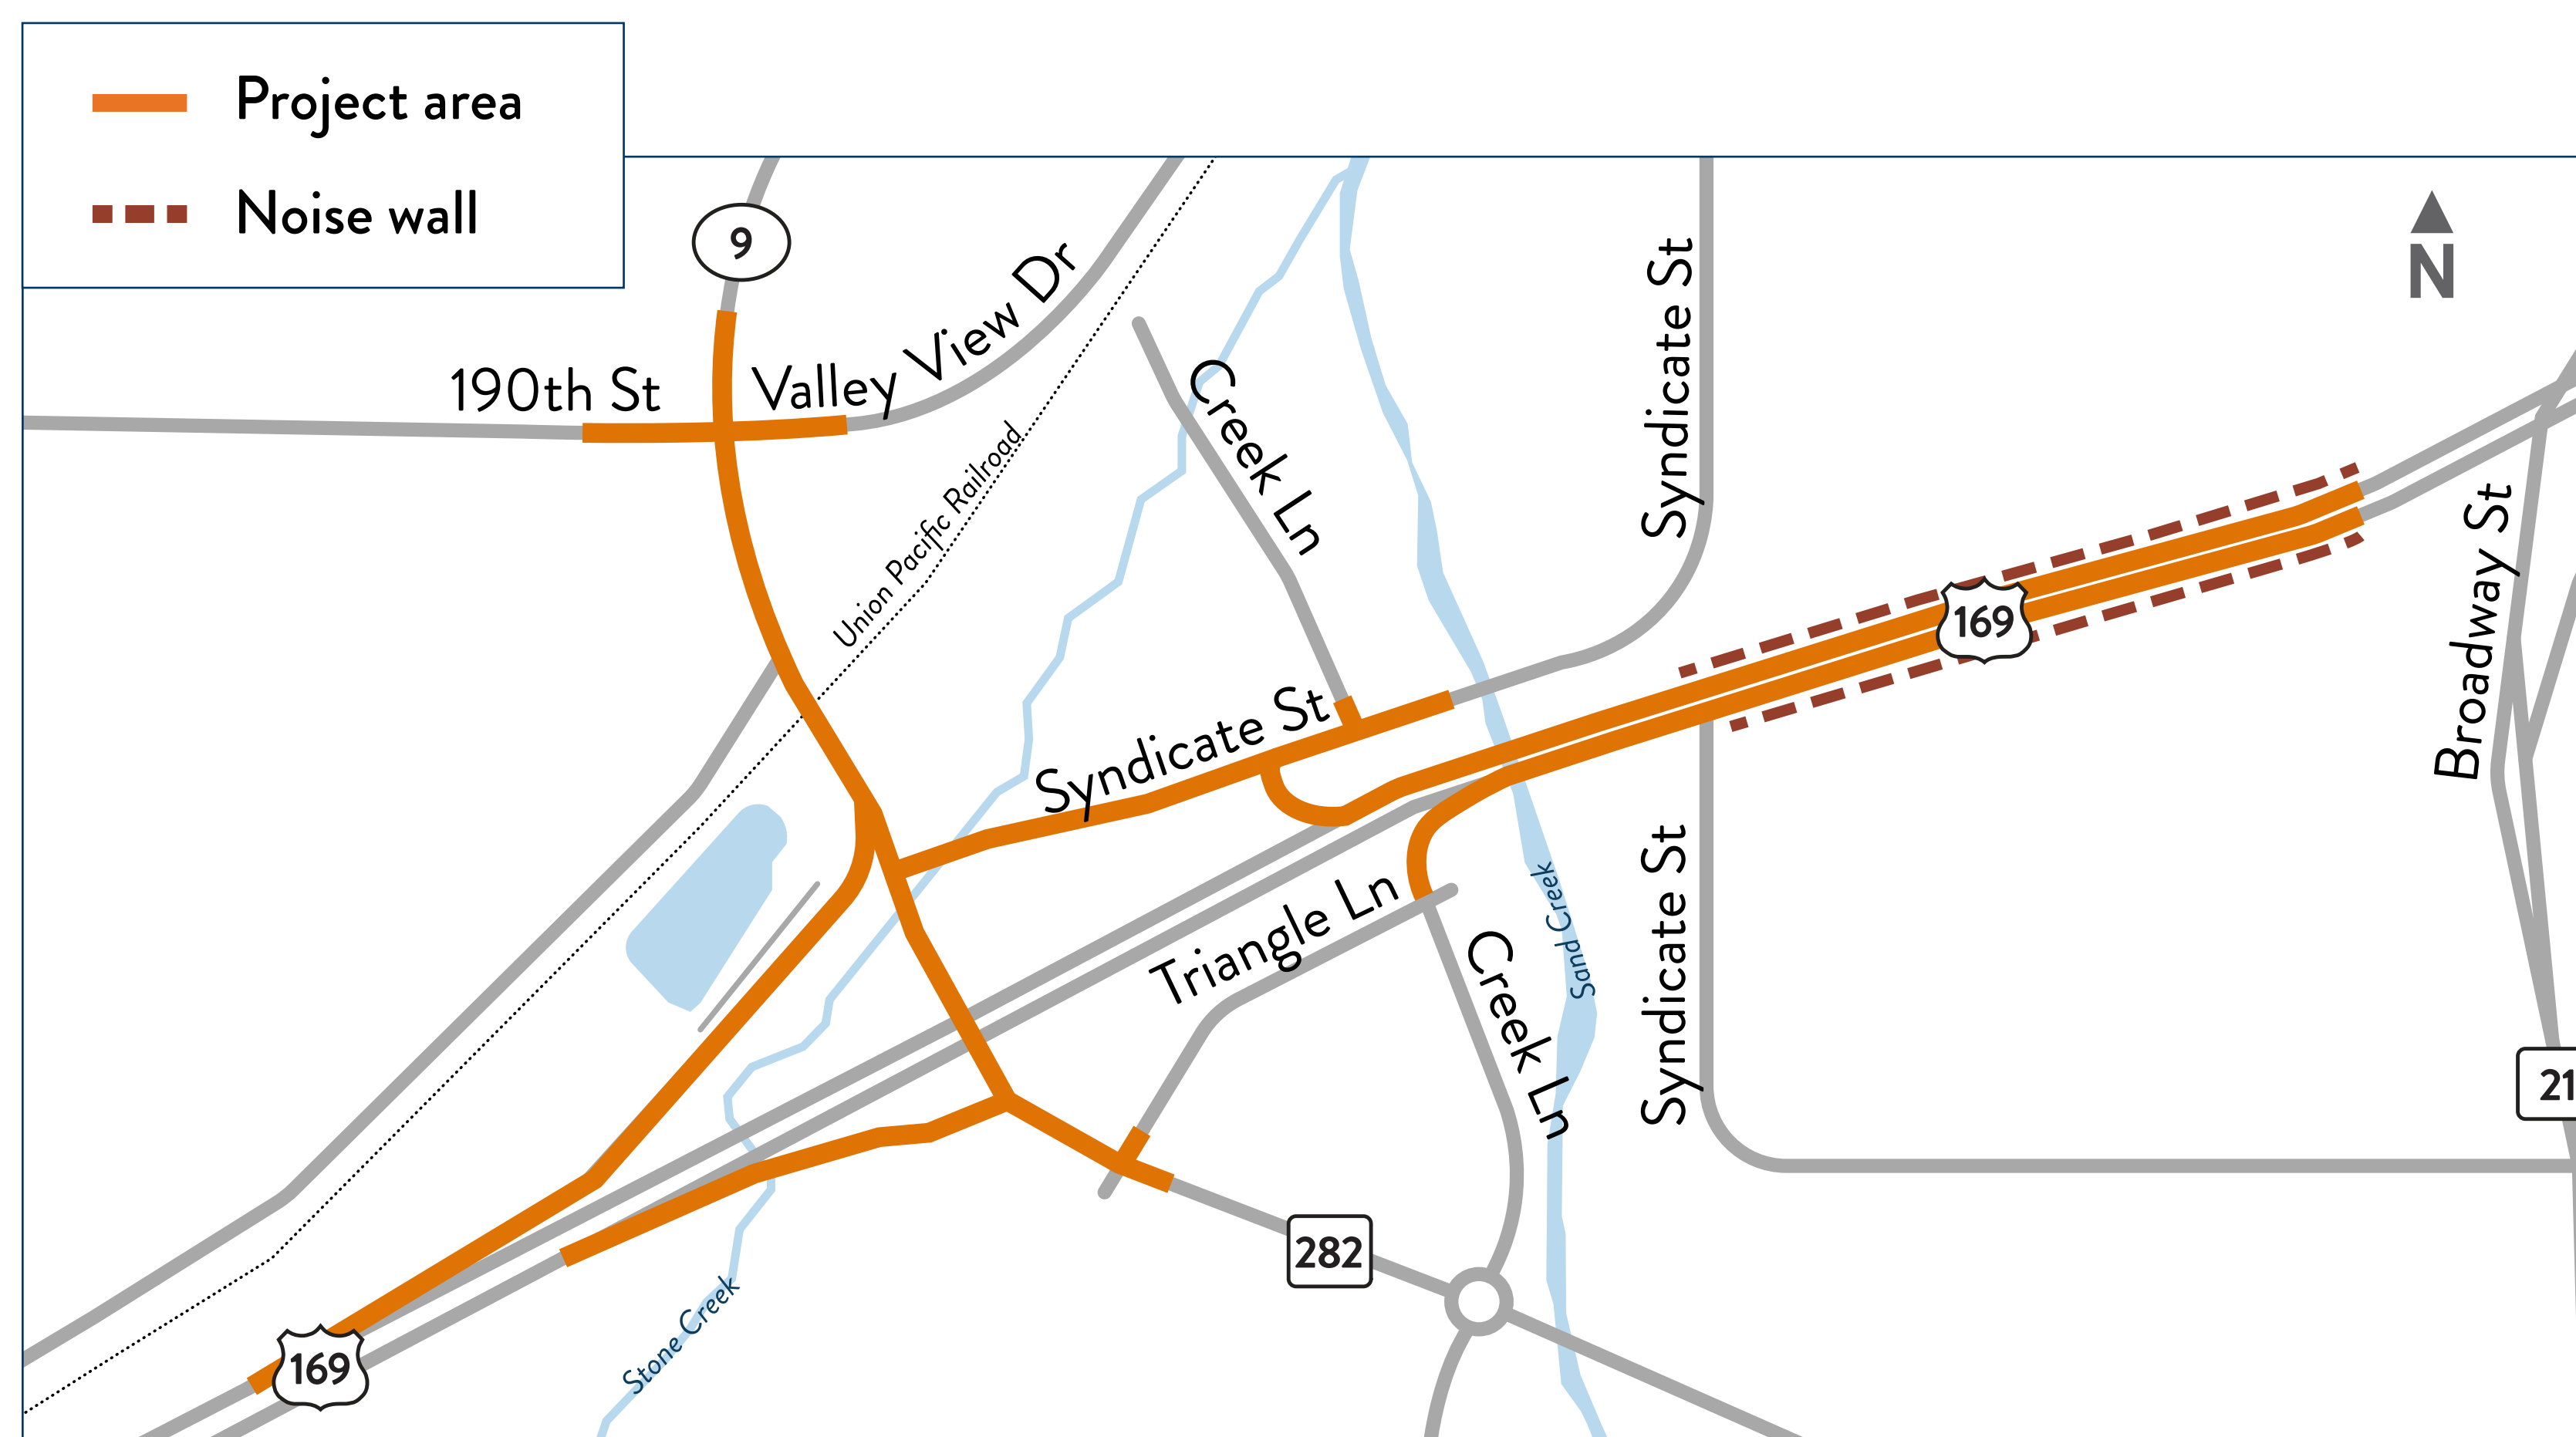 Project area
Noise wall
9
N
190th St
Valley View Dr
Union Pacific Railroad
Creek Ln
Syndicate St
169
Broadway St
Syndicate St
Sand Creek
Triangle Ln
Creek Ln
Syndicate St
21
282
169
Stone Creek